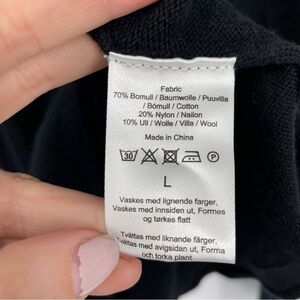 Fabric
70% Bomull / Baumwolle / Puuvilla
/ Bómull / Cotton
20% Nylon / Nailon
10% Ull / Wolle / Villa / Wool
Made in China
30 P
L
Vaskes med lignende farger,
Vaskes med innsiden ut, Formes
og tørkes flatt
Tvättas med liknande färger,
Tvättas med avigsidan ut, Forma
och torka plant